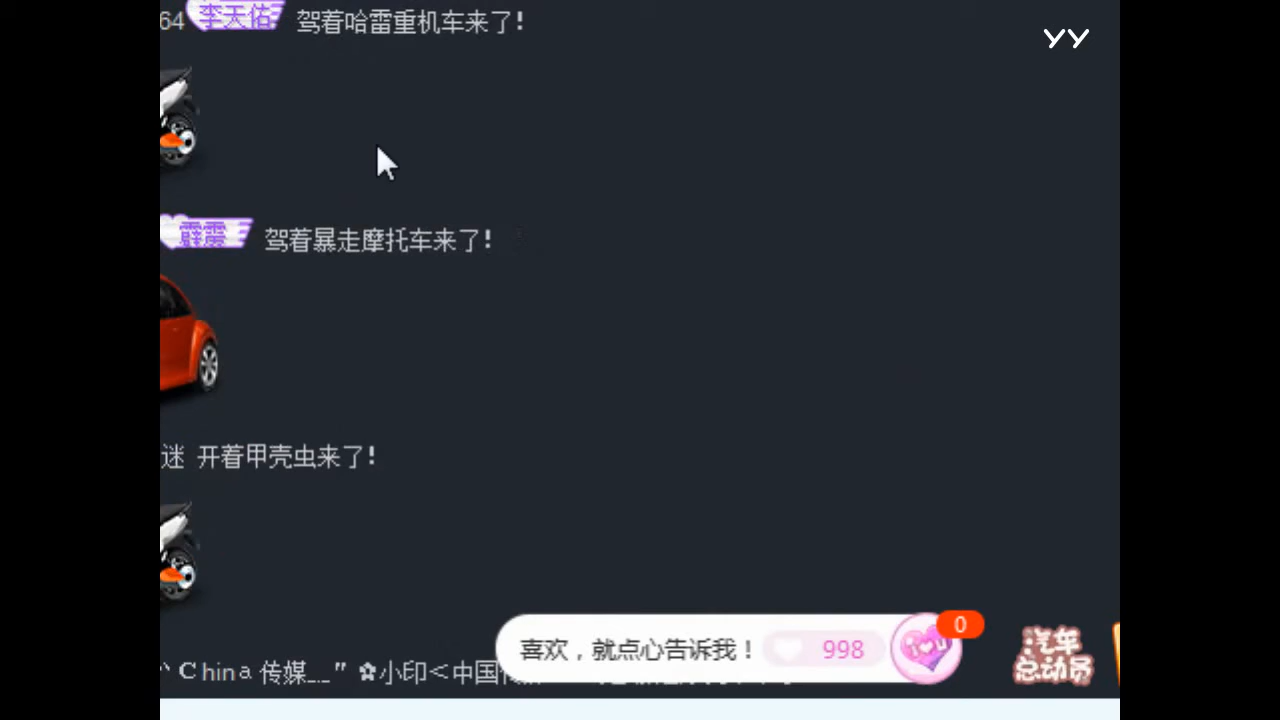 64 李天佑 驾着哈雷重机车来了!
YY
霹雳 驾着暴走摩托车来了!
迷 开着甲壳虫来了!
0
喜欢，就点心告诉我! 998
I U
汽车
总动员
China 传媒__" ✿小印<中国